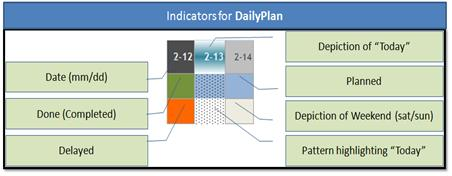 Indicators for DailyPlan
2-12 2-13 2-14
Date (mm/dd)
Done (Completed)
Delayed
Depiction of “Today”
Planned
Depiction of Weekend (sat/sun)
Pattern highlighting “Today”